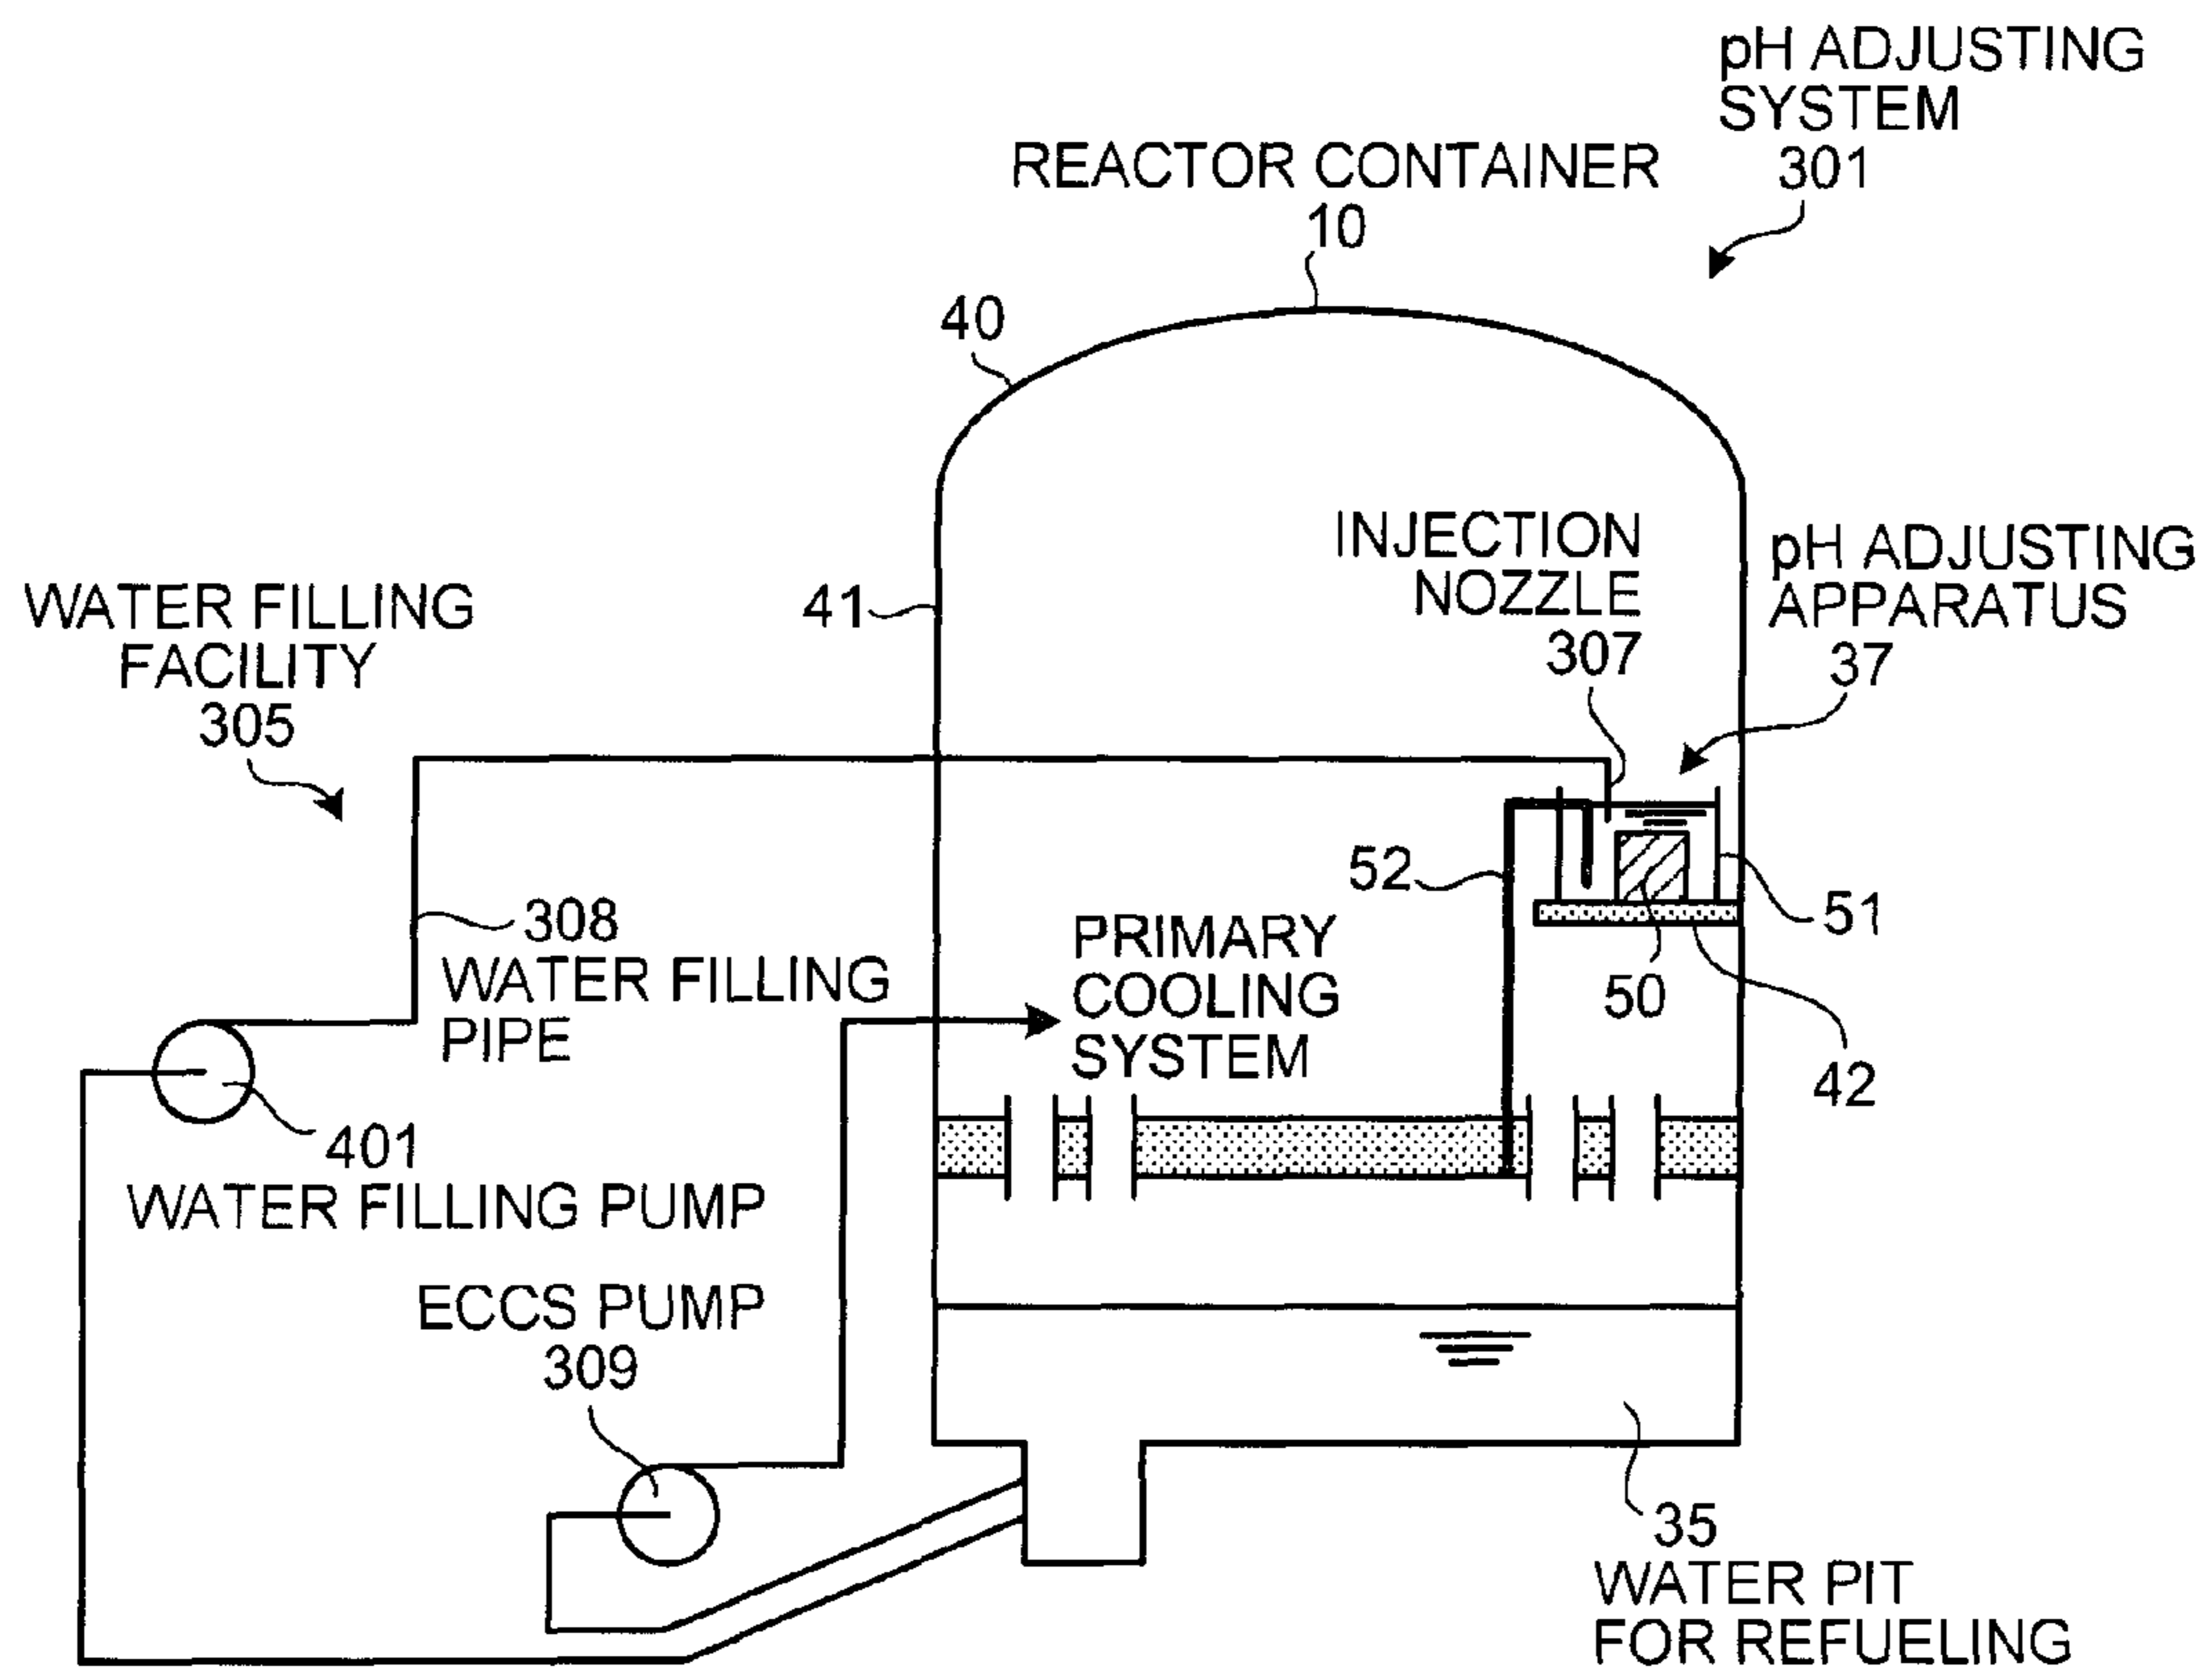 pH ADJUSTING
SYSTEM
301
REACTOR CONTAINER
10
40
INJECTION
NOZZLE
307
pH ADJUSTING
APPARATUS
37
41
WATER FILLING
FACILITY
305
52
51
308
WATER FILLING
PIPE
PRIMARY
COOLING
SYSTEM
50
42
401
WATER FILLING PUMP
ECCS PUMP
309
35
WATER PIT
FOR REFUELING